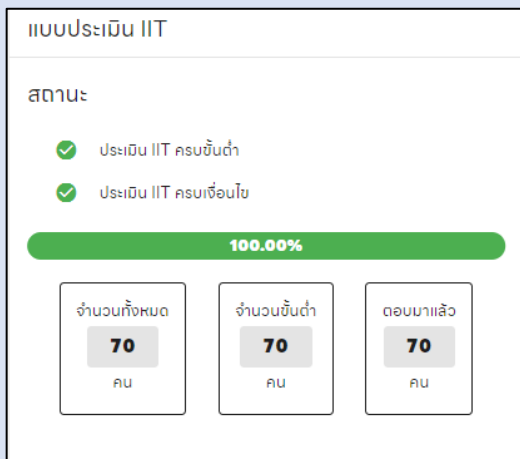 แบบประเมิน IIT
สถานะ
ประเมิน IIT ครบขั้นต่ำ
ประเมิน IIT ครบเงื่อนไข
100.00%
จำนวนทั้งหมด
70
คน
จำนวนขั้นต่ำ
70
คน
ตอบมาแล้ว
70
คน